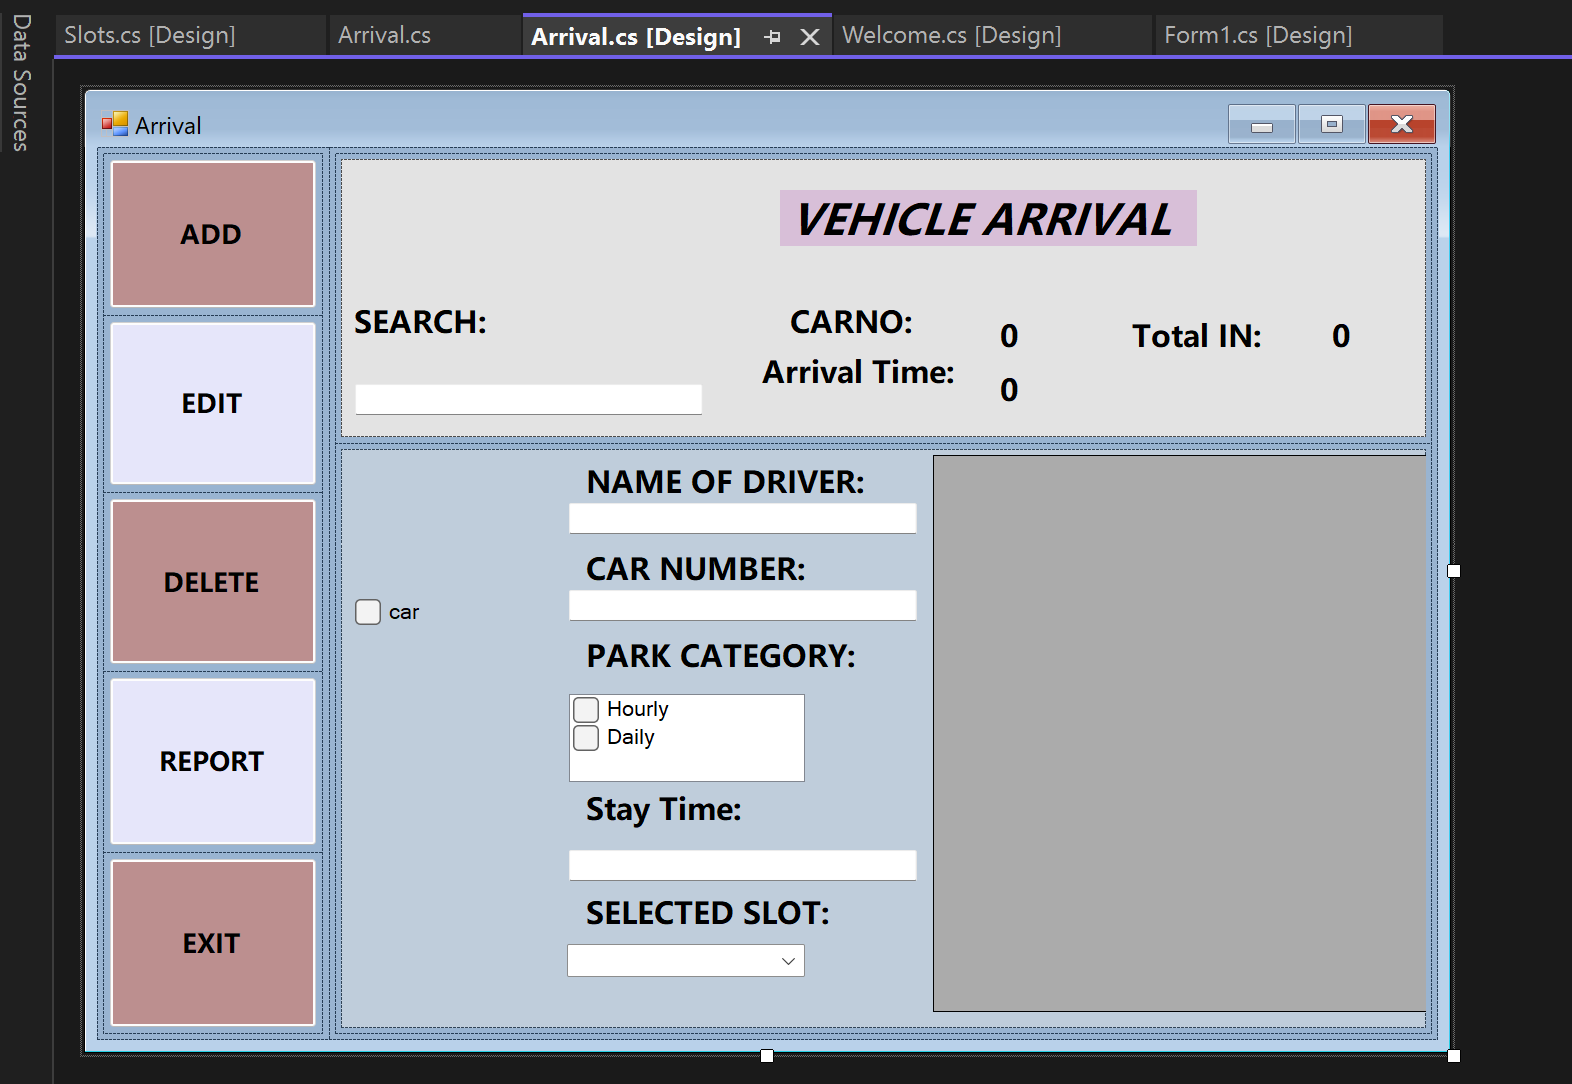 Data Sources
Slots.cs [Design]
Arrival.cs
Arrival.cs [Design]
Welcome.cs [Design]
Form1.cs [Design]
Arrival
ADD
EDIT
DELETE
REPORT
EXIT
VEHICLE ARRIVAL
SEARCH:
CARNO:
0
Total IN:
0
Arrival Time:
0
car
NAME OF DRIVER:
CAR NUMBER:
PARK CATEGORY:
Hourly
Daily
Stay Time:
SELECTED SLOT: